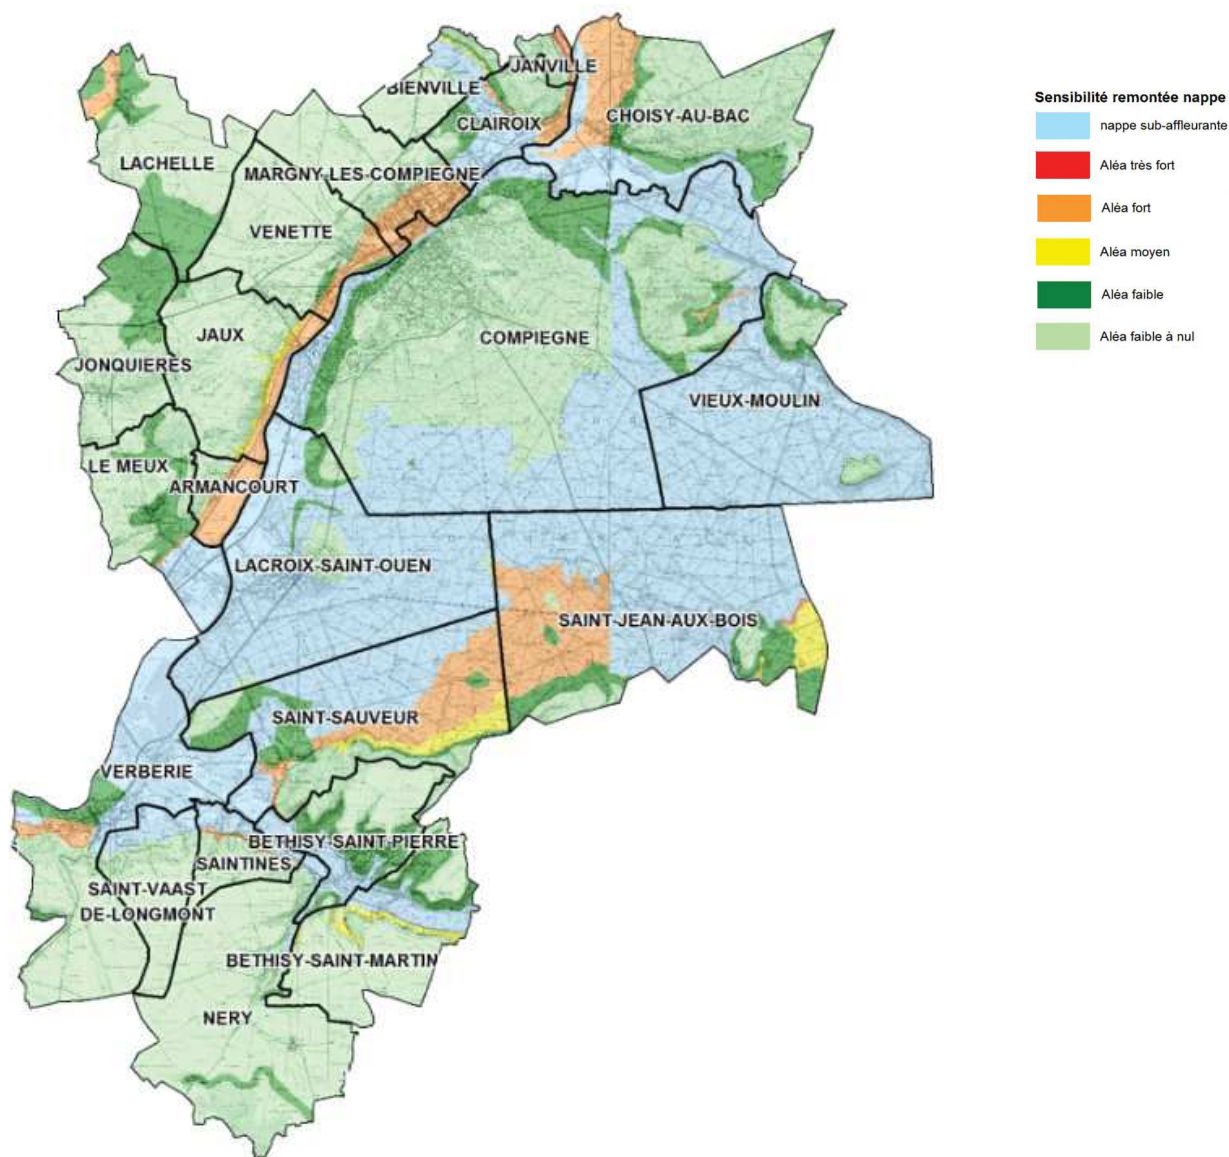 JANVILLE
BIENVILLE
CLAIROIX
CHOISY-AU-BAC
LACHELLE
MARGNY-LES-COMPIEGNE
VENETTE
JAUX
COMPIEGNE
JONQUIERES
VIEUX-MOULIN
LE MEUX
ARMANCOURT
LACROIX-SAINT-OUEN
SAINT-JEAN-AUX-BOIS
SAINT-SAUVEUR
VERBERIE
BETHISY-SAINT-PIERRE
SAINTINES
SAINT-VAAST
DE-LONGMONT
BETHISY-SAINT-MARTIN
NERY
Sensibilité remontée nappe
nappe sub-affleurante
Aléa très fort
Aléa fort
Aléa moyen
Aléa faible
Aléa faible à nul